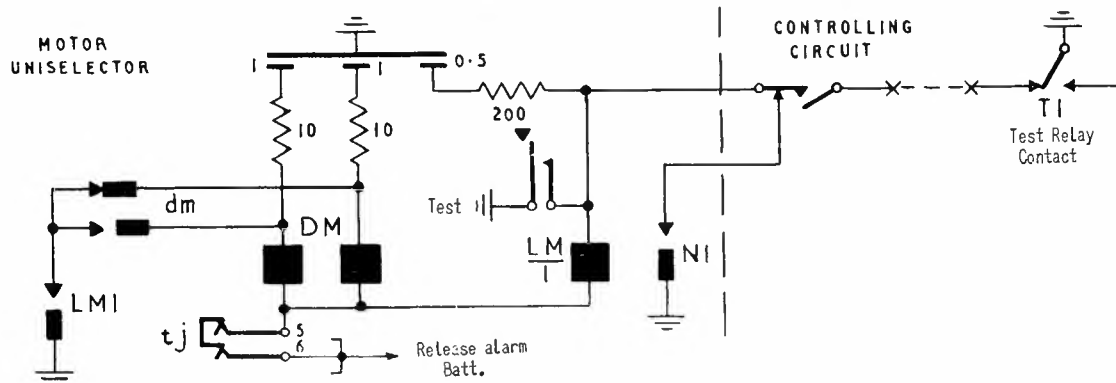 MOTOR
UNISELECTOR
1
1
0.5
CONTROLLING
CIRCUIT
10
10
200
T1
Test Relay
Contact
dm
DM
Test
LM
1
N1
LM1
tj
5
6
Release alarm
Batt.